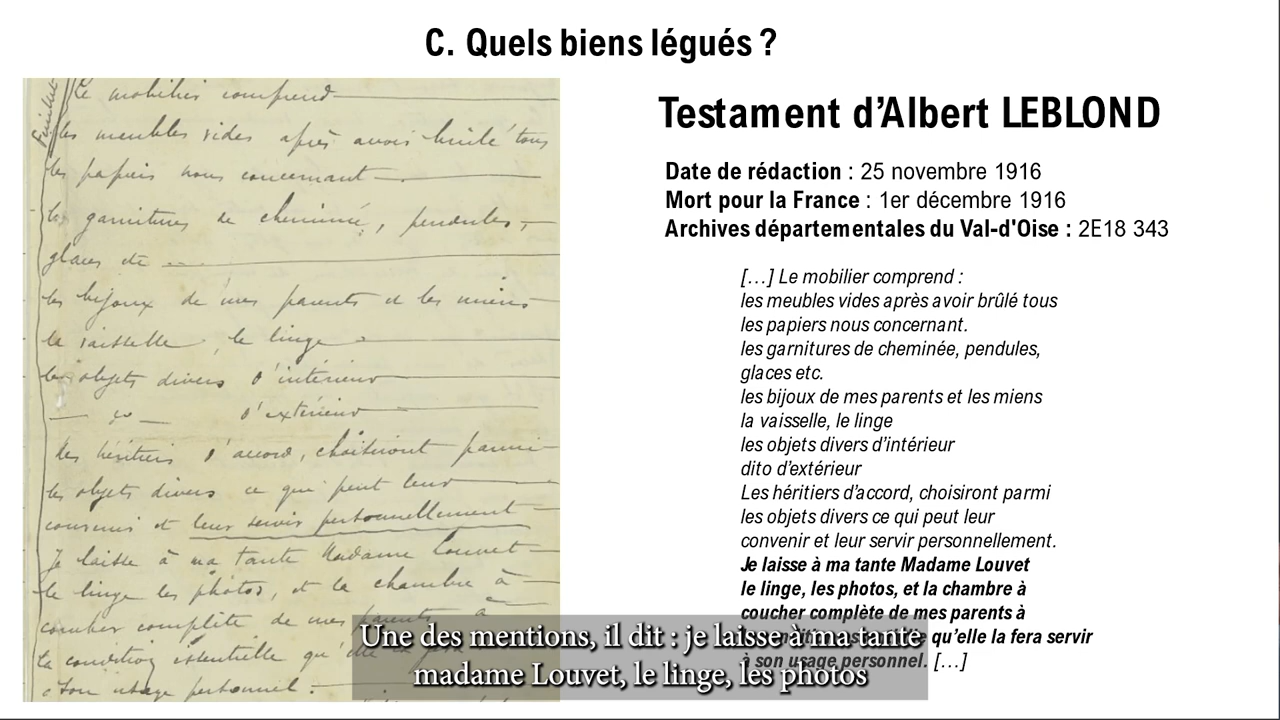 C. Quels biens légués ?
Le mobilier comprend
les meubles vides après avoir brûlé tous
les papiers nous concernant
les garnitures de cheminée, pendules,
glaces etc
les bijoux de mes parents et les miens
la vaisselle, le linge
les objets divers d'intérieur
do d'extérieur
Les héritiers d'accord, choisiront parmi
les objets divers ce qui peut leur
convenir et leur servir personnellement
Je laisse à ma tante Madame Louvet
le linge les photos, et la chambre à
coucher complète de mes parents à
la condition essentielle qu'elle la fera
à son usage personnel.
Testament d'Albert LEBLOND
Date de rédaction : 25 novembre 1916
Mort pour la France : 1er décembre 1916
Archives départementales du Val-d'Oise : 2E18 343
[…] Le mobilier comprend :
les meubles vides après avoir brûlé tous
les papiers nous concernant.
les garnitures de cheminée, pendules,
glaces etc.
les bijoux de mes parents et les miens
la vaisselle, le linge
les objets divers d'intérieur
dito d'extérieur
Les héritiers d'accord, choisiront parmi
les objets divers ce qui peut leur
convenir et leur servir personnellement.
Je laisse à ma tante Madame Louvet
le linge, les photos, et la chambre à
coucher complète de mes parents à
qu'elle la fera servir
à son usage personnel. […]
Une des mentions, il dit : je laisse à ma tante
madame Louvet, le linge, les photos